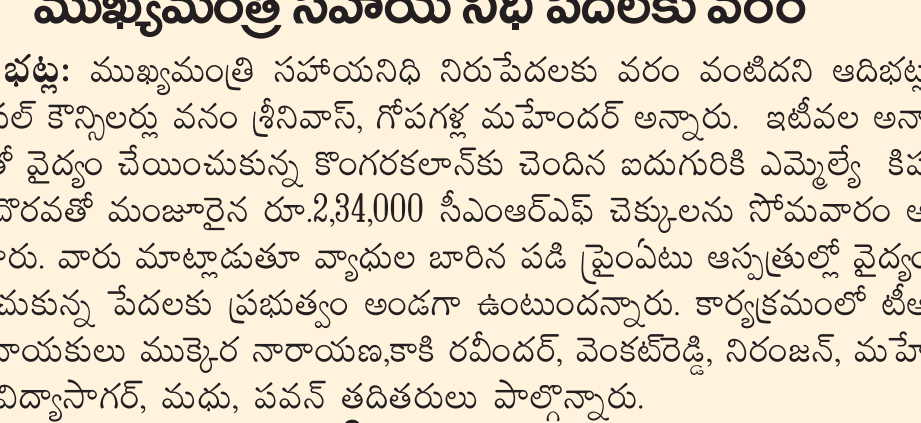 ముఖ్యమంత్రి సహాయ నిధి పేదలకు వరం
భట్ల: ముఖ్యమంత్రి సహాయనిధి నిరుపేదలకు వరం వంటిదని ఆదిభట్ల
పల్ కౌన్సిలర్లు వనం శ్రీనివాస్, గోపగళ్ల మహేందర్ అన్నారు. ఇటీవల అనా
తో వైద్యం చేయించుకున్న కొంగరకలాన్‌కు చెందిన ఐదుగురికి ఎమ్మెల్యే కిష
చొరవతో మంజూరైన రూ.2,34,000 సీఎంఆర్ఎఫ్ చెక్కులను సోమవారం అ
ారు. వారు మాట్లాడుతూ వ్యాధుల బారిన పడి ప్రైంఏటు ఆస్పత్రుల్లో వైద్యం
చుకున్న పేదలకు ప్రభుత్వం అండగా ఉంటుందన్నారు. కార్యక్రమంలో టీఆ
నాయకులు ముక్కెర నారాయణ,కాకి రవీందర్, వెంకట్‌రెడ్డి, నిరంజన్, మహే
విద్యాసాగర్, మధు, పవన్ తదితరులు పాల్గొన్నారు.